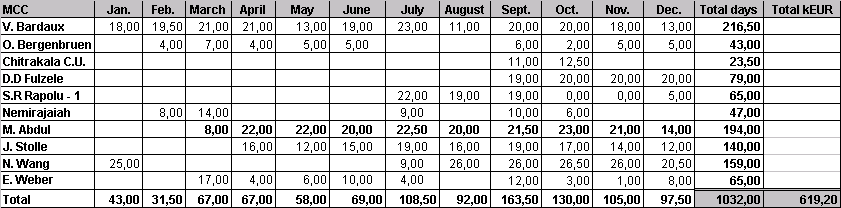 MCC Jan. Feb. March April May June July August Sept. Oct. Nov. Dec. Total days Total kEUR
V. Bardaux 18,00 19,50 21,00 21,00 13,00 19,00 23,00 11,00 20,00 20,00 18,00 13,00 216,50
O. Bergenbruen 4,00 7,00 4,00 5,00 5,00 6,00 2,00 5,00 5,00 43,00
Chitrakala C.U. 11,00 12,50 23,50
D.D Fulzele 19,00 20,00 20,00 20,00 79,00
S.R Rapolu - 1 22,00 19,00 19,00 0,00 0,00 5,00 65,00
Nemirajaiah 8,00 14,00 9,00 10,00 6,00 47,00
M. Abdul 8,00 22,00 22,00 20,00 22,50 20,00 21,50 23,00 21,00 14,00 194,00
J. Stolle 16,00 12,00 15,00 19,00 16,00 19,00 17,00 14,00 12,00 140,00
N. Wang 25,00 9,00 26,00 26,00 26,50 26,00 20,50 159,00
E. Weber 17,00 4,00 6,00 10,00 4,00 12,00 3,00 1,00 8,00 65,00
Total 43,00 31,50 67,00 67,00 58,00 69,00 108,50 92,00 163,50 130,00 105,00 97,50 1032,00 619,20